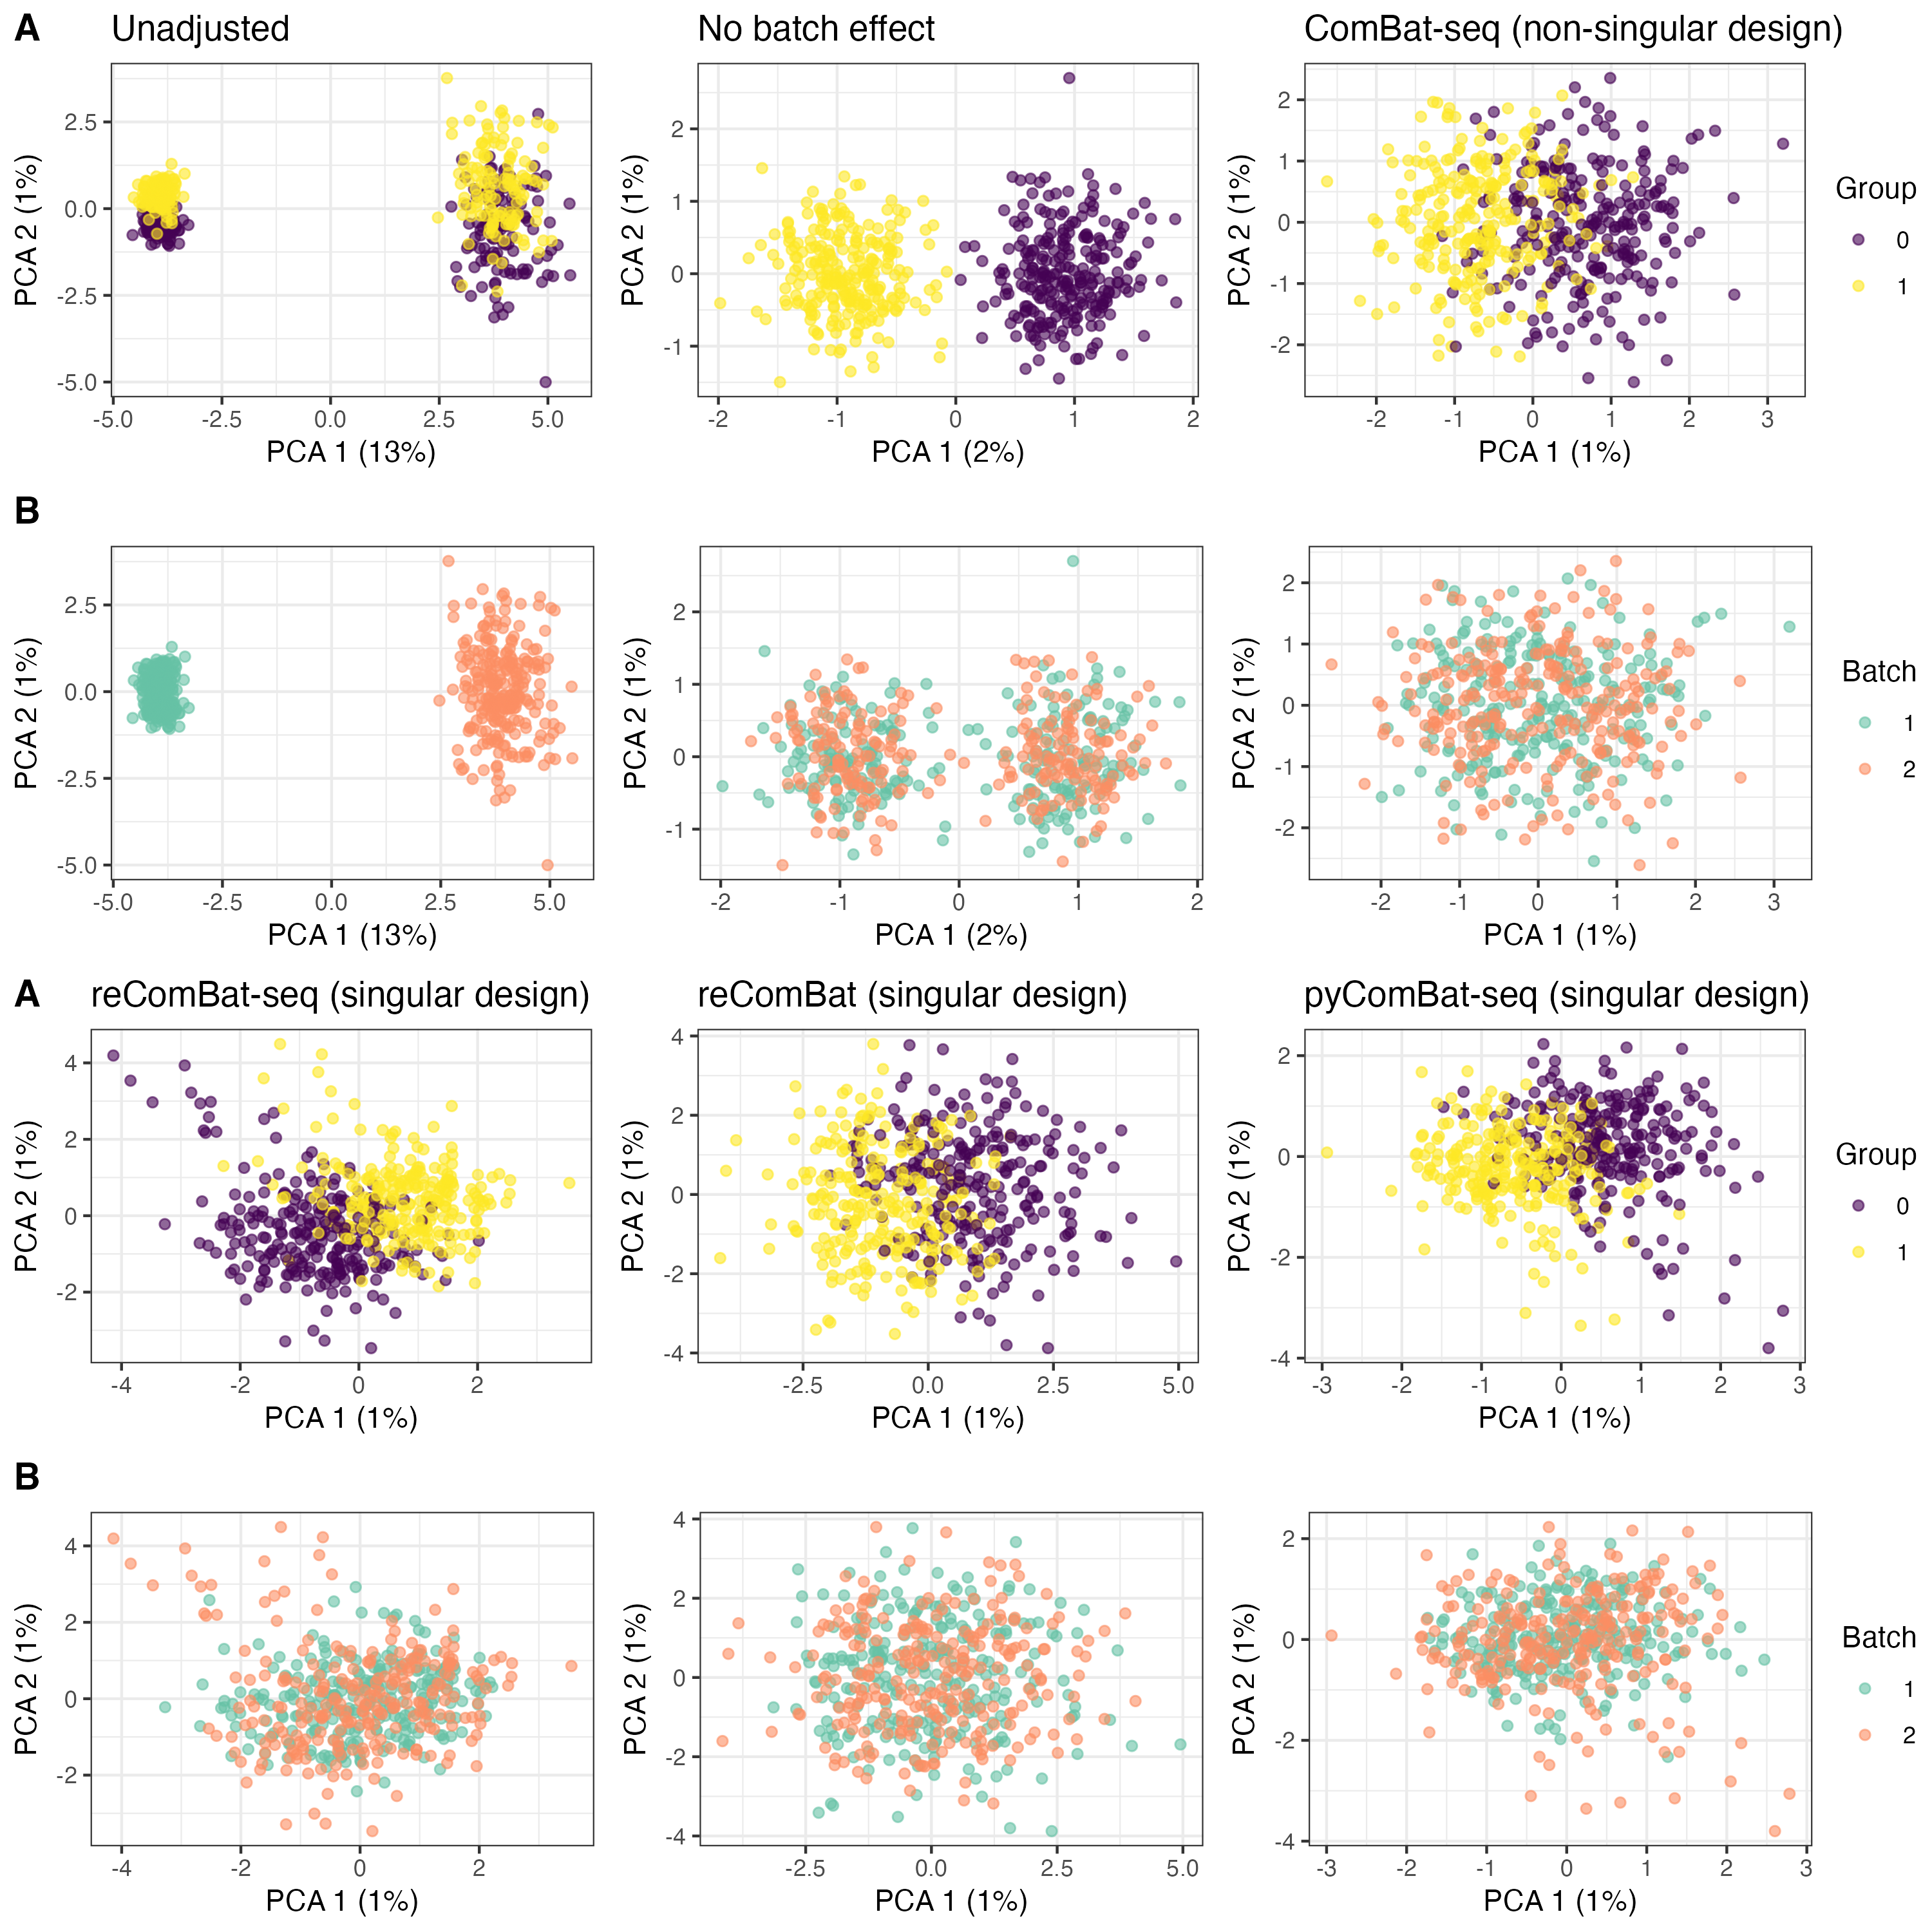 A Unadjusted No batch effect ComBat-seq (non-singular design)
PCA 2 (1%) 2.5 0.0 -2.5 -5.0
-5.0 -2.5 0.0 2.5 5.0
PCA 1 (13%)
PCA 2 (1%) 2 1 0 -1
-2 -1 0 1 2
PCA 1 (2%)
PCA 2 (1%) 2 1 0 -1 -2
-2 -1 0 1 2 3
PCA 1 (1%)
Group
0
1
B
PCA 2 (1%) 2.5 0.0 -2.5 -5.0
-5.0 -2.5 0.0 2.5 5.0
PCA 1 (13%)
PCA 2 (1%) 2 1 0 -1
-2 -1 0 1 2
PCA 1 (2%)
PCA 2 (1%) 2 1 0 -1 -2
-2 -1 0 1 2 3
PCA 1 (1%)
Batch
1
2
A reComBat-seq (singular design) reComBat (singular design) pyComBat-seq (singular design)
PCA 2 (1%) 4 2 0 -2
-4 -2 0 2
PCA 1 (1%)
PCA 2 (1%) 4 2 0 -2 -4
-2.5 0.0 2.5 5.0
PCA 1 (1%)
PCA 2 (1%) 2 0 -2 -4
-3 -2 -1 0 1 2 3
PCA 1 (1%)
Group
0
1
B
PCA 2 (1%) 4 2 0 -2
-4 -2 0 2
PCA 1 (1%)
PCA 2 (1%) 4 2 0 -2 -4
-2.5 0.0 2.5 5.0
PCA 1 (1%)
PCA 2 (1%) 2 0 -2 -4
-3 -2 -1 0 1 2 3
PCA 1 (1%)
Batch
1
2